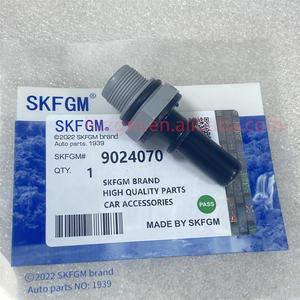 SKFGM®
SKFGM®
©2022 SKFGM brand
Auto parts. 1939
SKFGM# 9024070
QTY. 1
SKFGM BRAND
HIGH QUALITY PARTS
CAR ACCESSORIES
PASS
MADE BY SKFGM
©2022 SKFGM brand
Auto parts NO: 1939